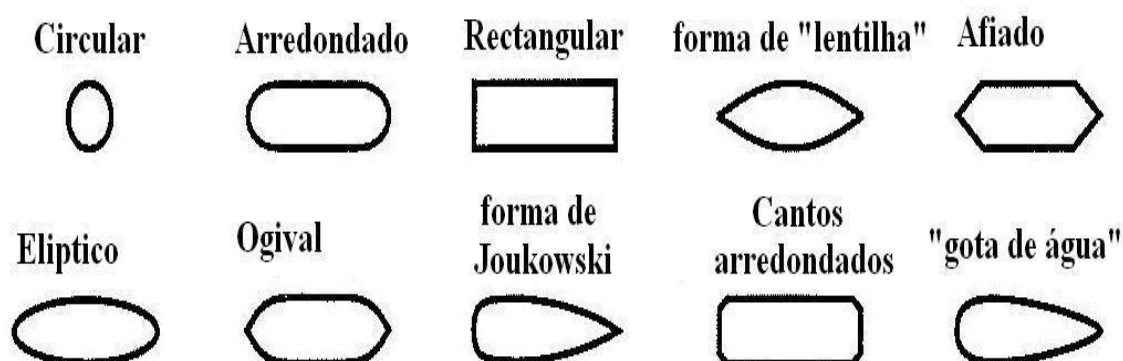 Circular
Arredondado
Rectangular
forma de "lentilha"
Afiado
Eliptico
Ogival
forma de
Joukowski
Cantos
arredondados
"gota de água"